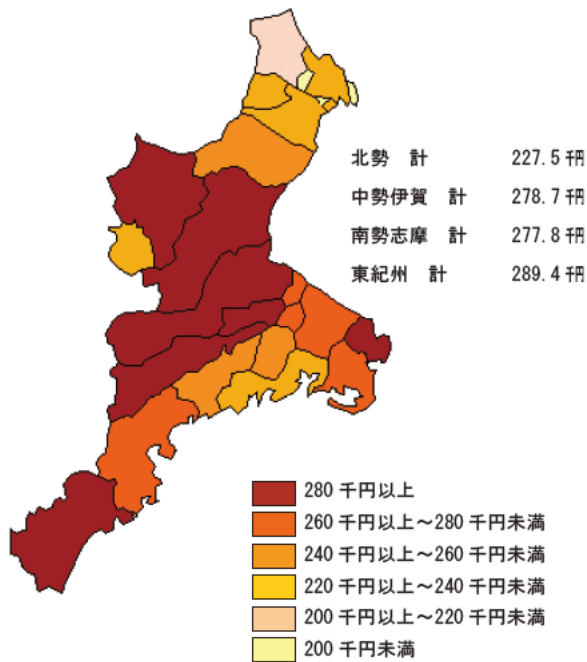 北勢 計 227.5 千円
中勢伊賀 計 278.7 千円
南勢志摩 計 277.8 千円
東紀州 計 289.4 千円
280 千円以上
260 千円以上～280 千円未満
240 千円以上～260 千円未満
220 千円以上～240 千円未満
200 千円以上～220 千円未満
200 千円未満